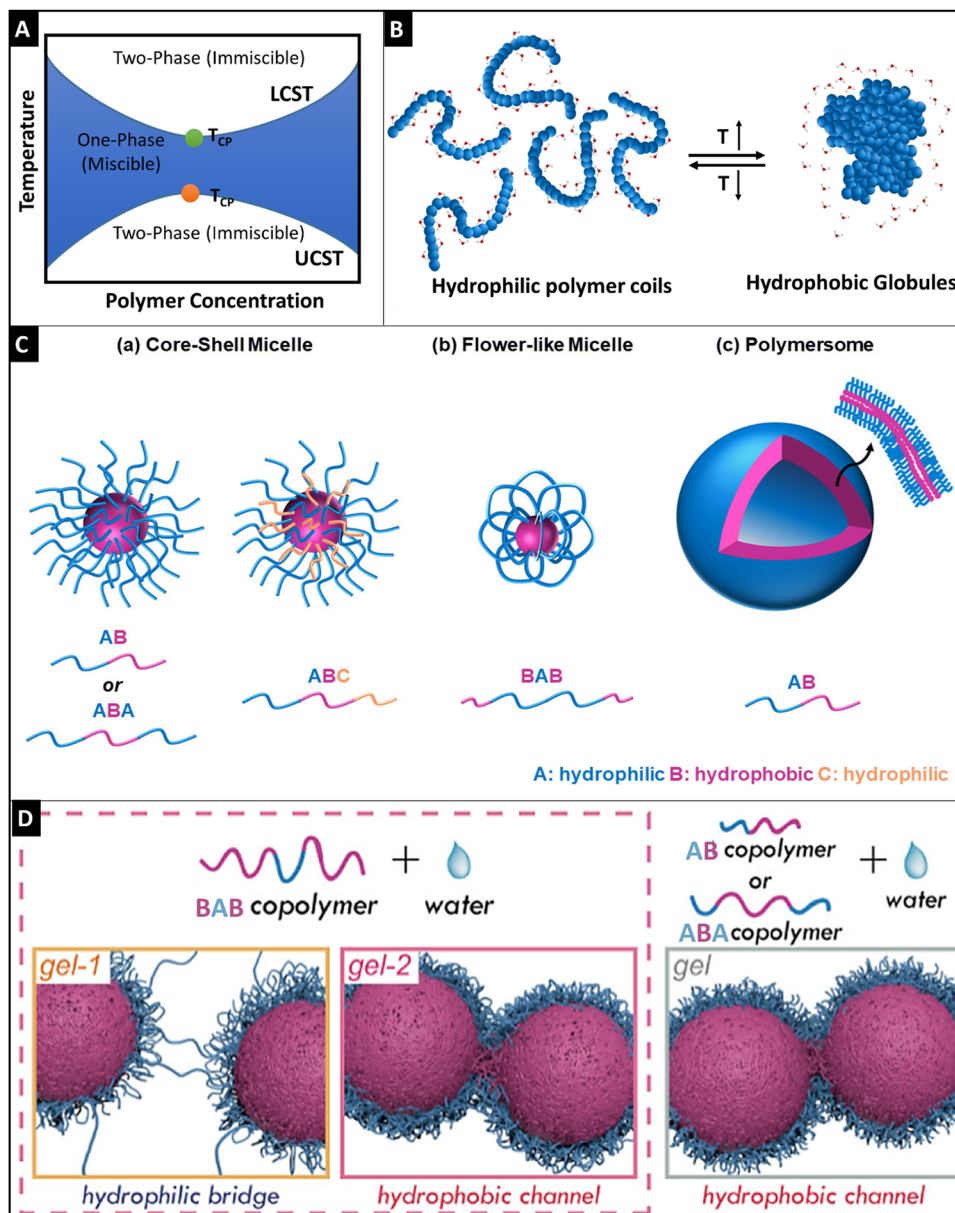 A
Two-Phase (Immiscible)
LCST
T_CP
One-Phase
(Miscible)
T_CP
Two-Phase (Immiscible)
UCST
Temperature
Polymer Concentration
B
T
T
Hydrophilic polymer coils
Hydrophobic Globules
C
(a) Core-Shell Micelle
(b) Flower-like Micelle
(c) Polymersome
AB
or
ABA
ABC
BAB
AB
A: hydrophilic B: hydrophobic C: hydrophilic
D
BAB copolymer
+
water
AB copolymer
or
ABA copolymer
+
water
gel-1
hydrophilic bridge
gel-2
hydrophobic channel
gel
hydrophobic channel